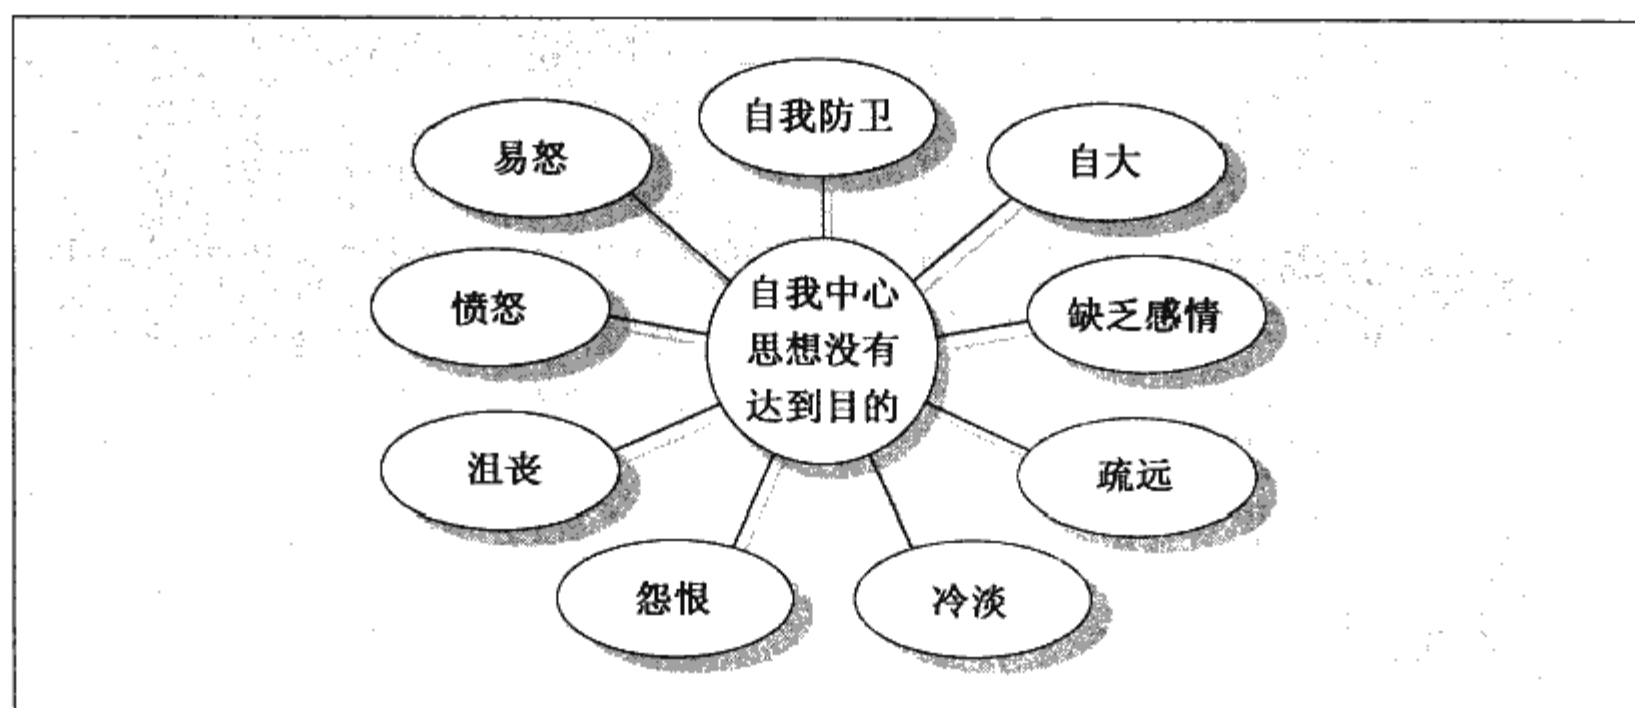 自我防卫
易怒
自大
自我中心
思想没有
达到目的
愤怒
缺乏感情
沮丧
疏远
怨恨
冷淡